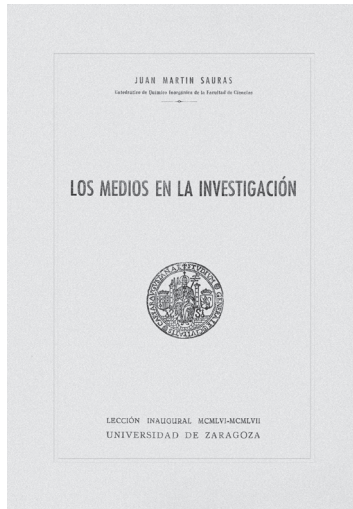 JUAN MARTIN SAURAS
Catedrático de Química Inorgánica de la Facultad de Ciencias
LOS MEDIOS EN LA INVESTIGACIÓN
LECCIÓN INAUGURAL MCMLVI-MCMLVII
UNIVERSIDAD DE ZARAGOZA